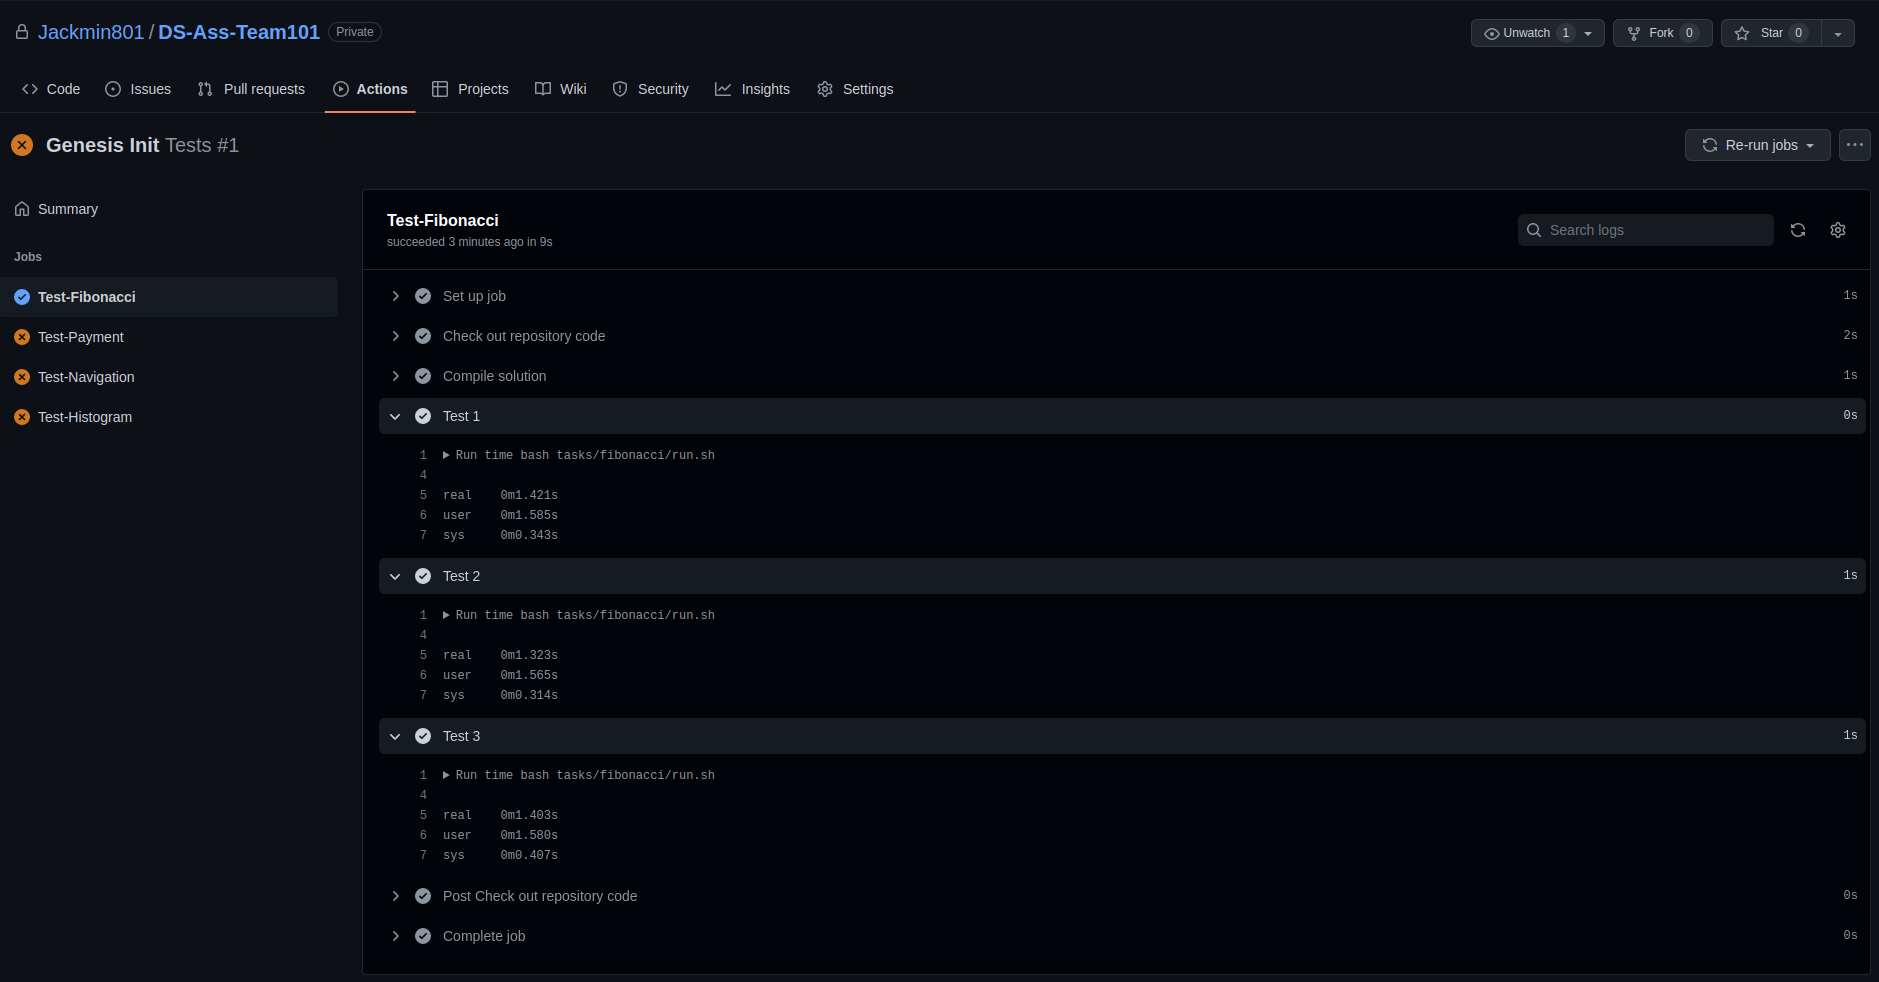 Jackmin801 / DS-Ass-Team101 Private
Unwatch 1 Fork 0 Star 0
Code Issues Pull requests Actions Projects Wiki Security Insights Settings
Genesis Init Tests #1
Re-run jobs
Summary
Jobs
Test-Fibonacci
Test-Payment
Test-Navigation
Test-Histogram
Test-Fibonacci
succeeded 3 minutes ago in 9s
Search logs
Set up job 1s
Check out repository code 2s
Compile solution 1s
Test 1 0s
1 Run time bash tasks/fibonacci/run.sh
4
5 real 0m1.421s
6 user 0m1.585s
7 sys 0m0.343s
Test 2 1s
1 Run time bash tasks/fibonacci/run.sh
4
5 real 0m1.323s
6 user 0m1.565s
7 sys 0m0.314s
Test 3 1s
1 Run time bash tasks/fibonacci/run.sh
4
5 real 0m1.403s
6 user 0m1.580s
7 sys 0m0.407s
Post Check out repository code 0s
Complete job 0s